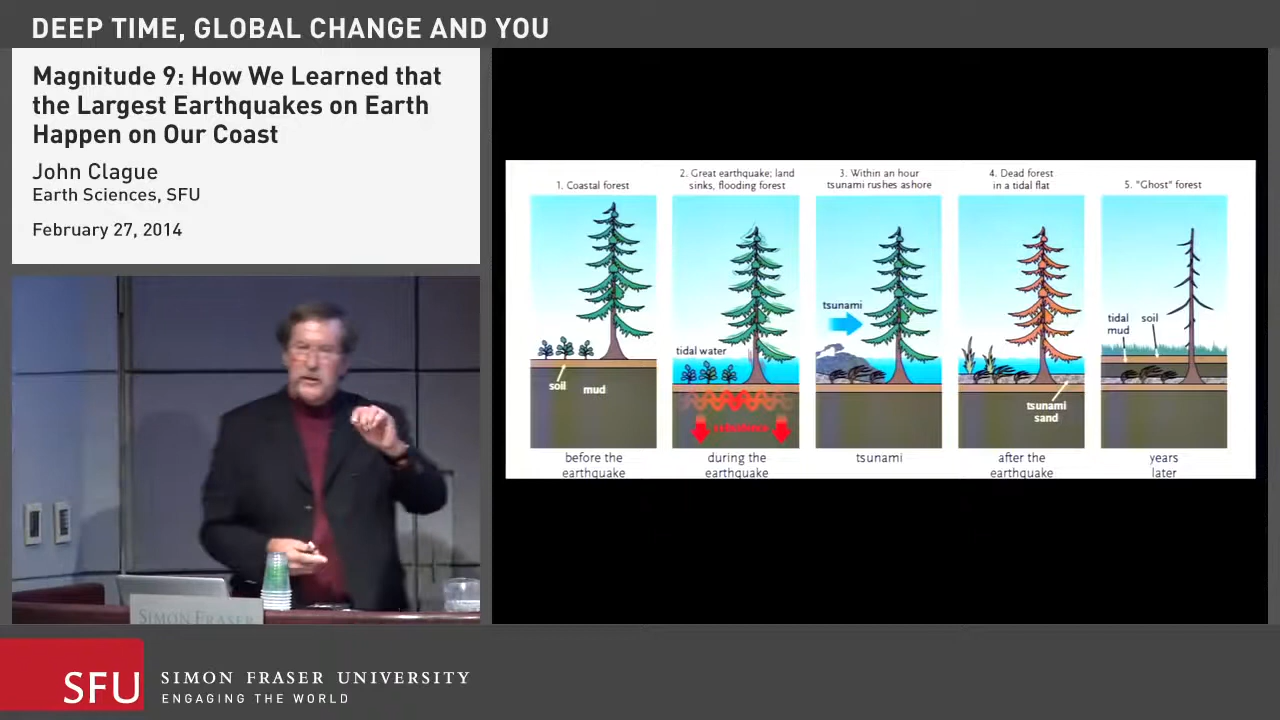 DEEP TIME, GLOBAL CHANGE AND YOU
Magnitude 9: How We Learned that
the Largest Earthquakes on Earth
Happen on Our Coast
John Clague
Earth Sciences, SFU
February 27, 2014
1. Coastal forest
2. Great earthquake; land
sinks, flooding forest
3. Within an hour
tsunami rushes ashore
4. Dead forest
in a tidal flat
5. "Ghost" forest
soil
mud
tidal water
subsidence
tsunami
tsunami
sand
tidal
mud
soil
before the
earthquake
during the
earthquake
tsunami
after the
earthquake
years
later
SIMON FRASER
SFU
SIMON FRASER UNIVERSITY
ENGAGING THE WORLD